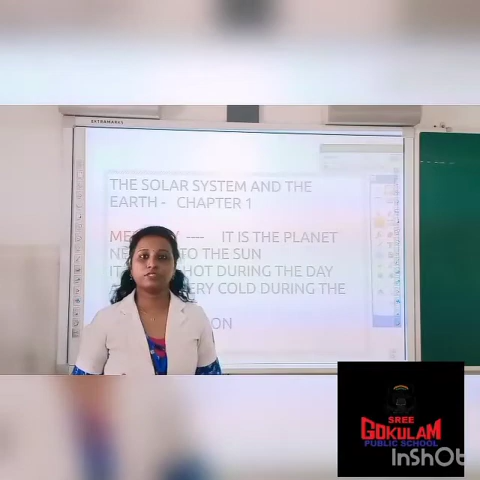 EXTRAMARKS
THE SOLAR SYSTEM AND THE
EARTH - CHAPTER 1
---- IT IS THE PLANET
TO THE SUN
HOT DURING THE DAY
COLD DURING THE
SREE
GOKULAM
PUBLIC SCHOOL
InShOt